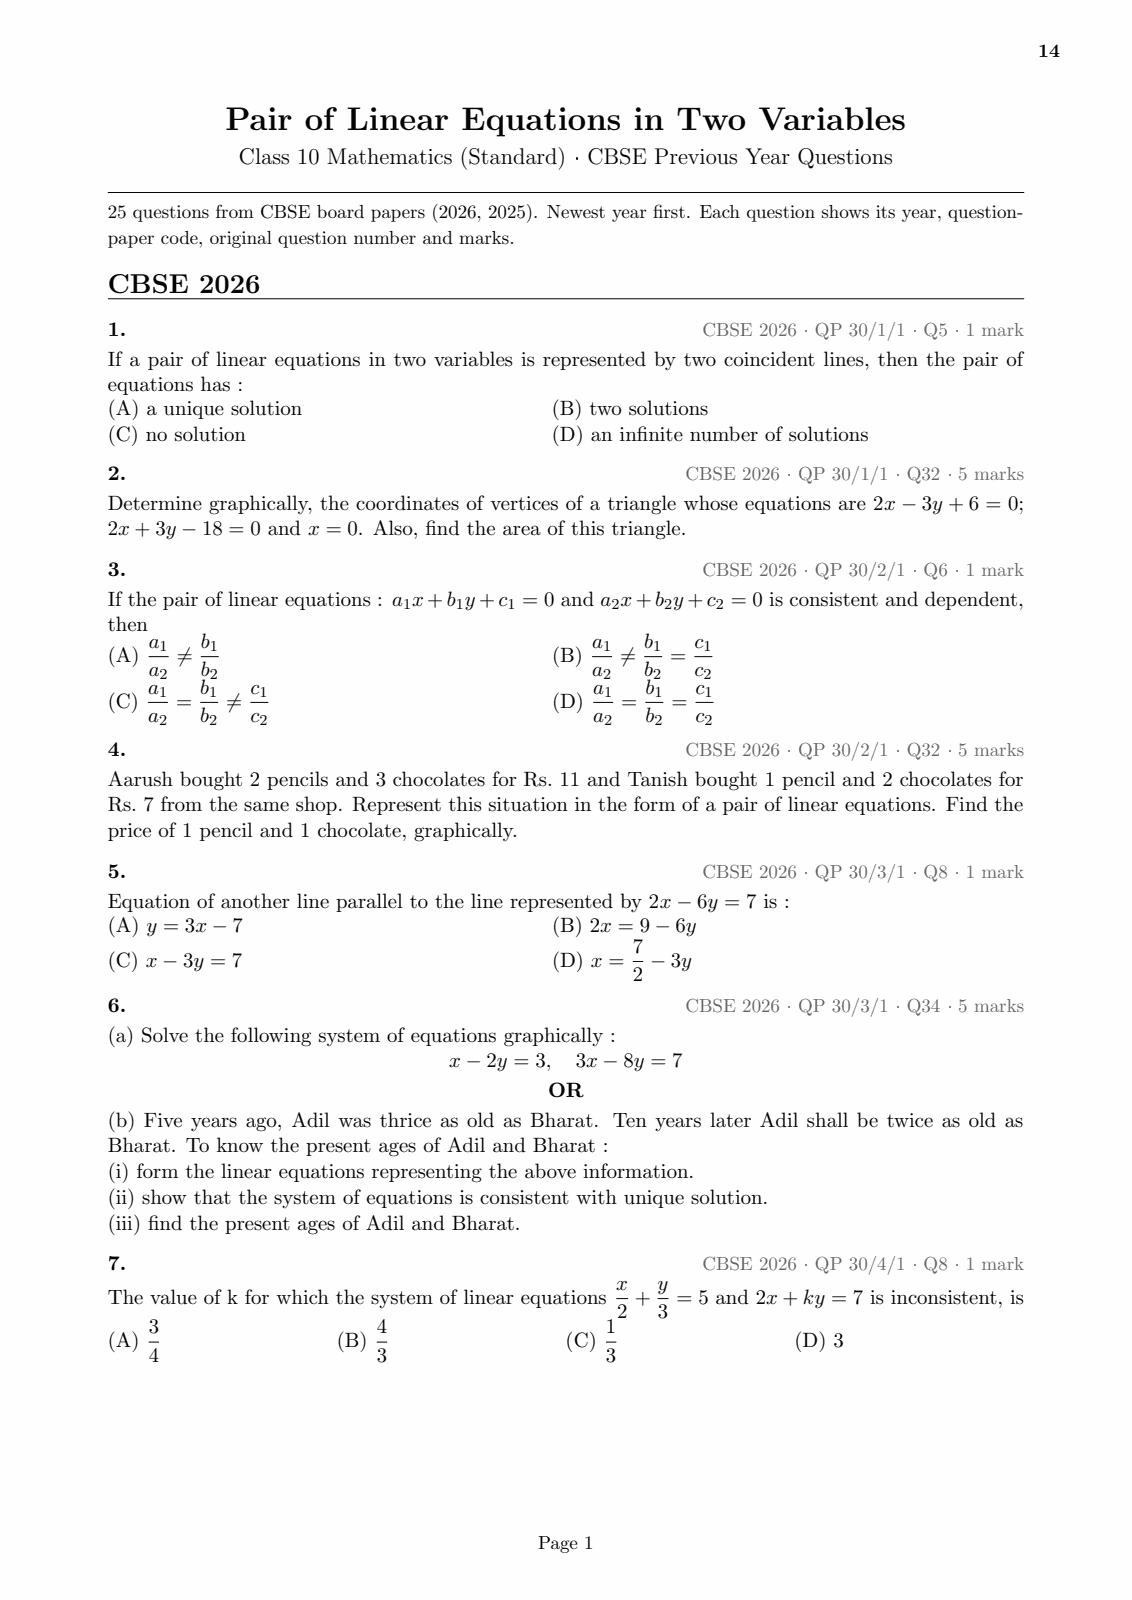 14
Pair of Linear Equations in Two Variables
Class 10 Mathematics (Standard) · CBSE Previous Year Questions
25 questions from CBSE board papers (2026, 2025). Newest year first. Each question shows its year, question-
paper code, original question number and marks.
CBSE 2026
1. CBSE 2026 · QP 30/1/1 · Q5 · 1 mark
If a pair of linear equations in two variables is represented by two coincident lines, then the pair of
equations has :
(A) a unique solution (B) two solutions
(C) no solution (D) an infinite number of solutions
2. CBSE 2026 · QP 30/1/1 · Q32 · 5 marks
Determine graphically, the coordinates of vertices of a triangle whose equations are 2x − 3y + 6 = 0;
2x + 3y − 18 = 0 and x = 0. Also, find the area of this triangle.
3. CBSE 2026 · QP 30/2/1 · Q6 · 1 mark
If the pair of linear equations : a₁x + b₁y + c₁ = 0 and a₂x + b₂y + c₂ = 0 is consistent and dependent,
then
(A) a₁/a₂ ≠ b₁/b₂ (B) a₁/a₂ ≠ b₁/b₂ = c₁/c₂
(C) a₁/a₂ = b₁/b₂ ≠ c₁/c₂ (D) a₁/a₂ = b₁/b₂ = c₁/c₂
4. CBSE 2026 · QP 30/2/1 · Q32 · 5 marks
Aarush bought 2 pencils and 3 chocolates for Rs. 11 and Tanish bought 1 pencil and 2 chocolates for
Rs. 7 from the same shop. Represent this situation in the form of a pair of linear equations. Find the
price of 1 pencil and 1 chocolate, graphically.
5. CBSE 2026 · QP 30/3/1 · Q8 · 1 mark
Equation of another line parallel to the line represented by 2x − 6y = 7 is :
(A) y = 3x − 7 (B) 2x = 9 − 6y
(C) x − 3y = 7 (D) x = 7/2 − 3y
6. CBSE 2026 · QP 30/3/1 · Q34 · 5 marks
(a) Solve the following system of equations graphically :
x − 2y = 3, 3x − 8y = 7
OR
(b) Five years ago, Adil was thrice as old as Bharat. Ten years later Adil shall be twice as old as
Bharat. To know the present ages of Adil and Bharat :
(i) form the linear equations representing the above information.
(ii) show that the system of equations is consistent with unique solution.
(iii) find the present ages of Adil and Bharat.
7. CBSE 2026 · QP 30/4/1 · Q8 · 1 mark
The value of k for which the system of linear equations x/2 + y/3 = 5 and 2x + ky = 7 is inconsistent, is
(A) 3/4 (B) 4/3 (C) 1/3 (D) 3
Page 1